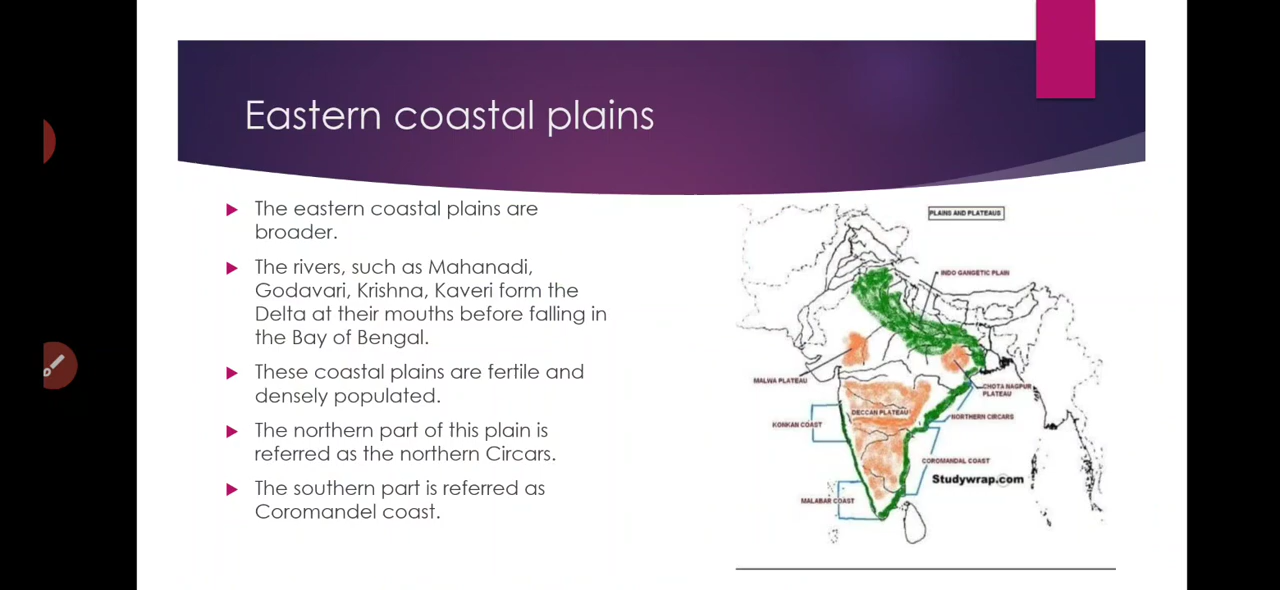 Eastern coastal plains
The eastern coastal plains are
broader.
The rivers, such as Mahanadi,
Godavari, Krishna, Kaveri form the
Delta at their mouths before falling in
the Bay of Bengal.
These coastal plains are fertile and
densely populated.
The northern part of this plain is
referred as the northern Circars.
The southern part is referred as
Coromandel coast.
PLAINS AND PLATEAUS
INDO GANGETIC PLAIN
MALWA PLATEAU
CHOTA NAGPUR
PLATEAU
DECCAN PLATEAU
NORTHERN CIRCARS
KONKAN COAST
COROMANDAL COAST
Studywrap.com
MALABAR COAST